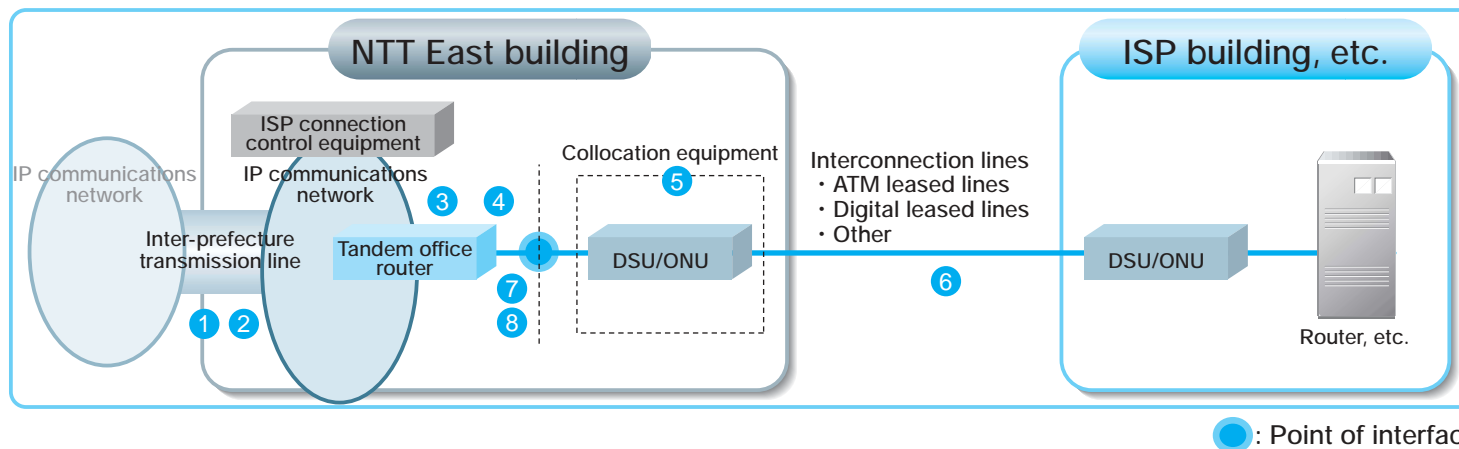 NTT East building
ISP building, etc.
ISP connection
control equipment
IP communications
network
IP communications
network
Inter-prefecture
transmission line
1
2
3
4
Tandem office
router
7
8
Collocation equipment
5
DSU/ONU
Interconnection lines
・ATM leased lines
・Digital leased lines
・Other
6
DSU/ONU
Router, etc.
: Point of interfac